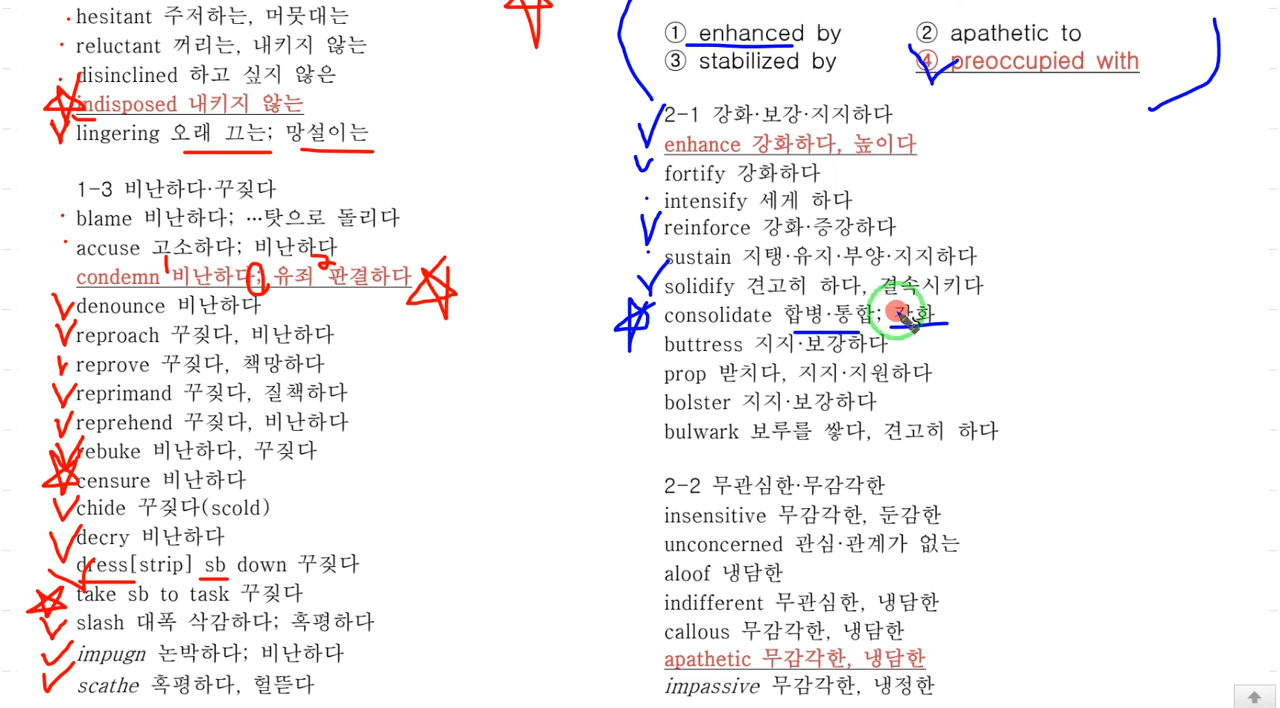 hesitant 주저하는, 머뭇대는
reluctant 꺼리는, 내키지 않는
disinclined 하고 싶지 않은
indisposed 내키지 않는
lingering 오래 끄는; 망설이는
1-3 비난하다·꾸짖다
blame 비난하다; …탓으로 돌리다
accuse 고소하다; 비난하다
condemn 비난하다; 유죄 판결하다
1
2
denounce 비난하다
reproach 꾸짖다, 비난하다
reprove 꾸짖다, 책망하다
reprimand 꾸짖다, 질책하다
reprehend 꾸짖다, 비난하다
rebuke 비난하다, 꾸짖다
censure 비난하다
chide 꾸짖다(scold)
decry 비난하다
dress[strip] sb down 꾸짖다
take sb to task 꾸짖다
slash 대폭 삭감하다; 혹평하다
impugn 논박하다; 비난하다
scathe 혹평하다, 헐뜯다
① enhanced by ② apathetic to
③ stabilized by ④ preoccupied with
2-1 강화·보강·지지하다
enhance 강화하다, 높이다
fortify 강화하다
intensify 세게 하다
reinforce 강화·증강하다
sustain 지탱·유지·부양·지지하다
solidify 견고히 하다, 결속시키다
consolidate 합병·통합; 강화
buttress 지지·보강하다
prop 받치다, 지지·지원하다
bolster 지지·보강하다
bulwark 보루를 쌓다, 견고히 하다
2-2 무관심한·무감각한
insensitive 무감각한, 둔감한
unconcerned 관심·관계가 없는
aloof 냉담한
indifferent 무관심한, 냉담한
callous 무감각한, 냉담한
apathetic 무감각한, 냉담한
impassive 무감각한, 냉정한